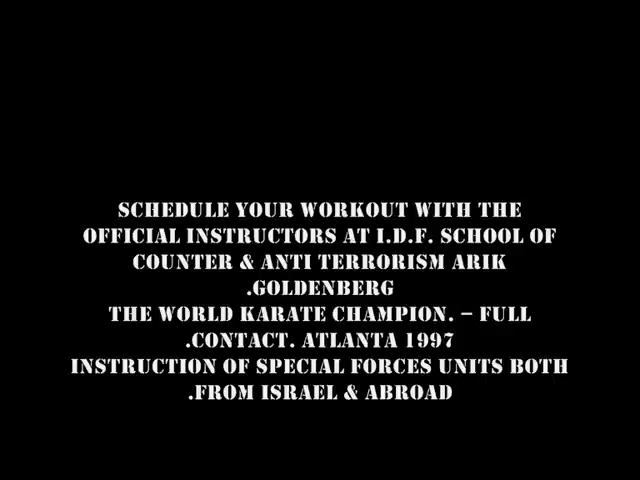 SCHEDULE YOUR WORKOUT WITH THE
OFFICIAL INSTRUCTORS AT I.D.F. SCHOOL OF
COUNTER & ANTI TERRORISM ARIK
.GOLDENBERG
THE WORLD KARATE CHAMPION. – FULL
.CONTACT. ATLANTA 1997
INSTRUCTION OF SPECIAL FORCES UNITS BOTH
.FROM ISRAEL & ABROAD